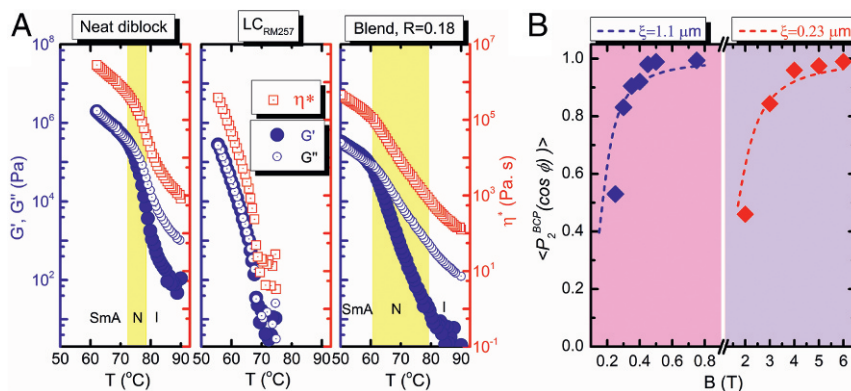 A
Neat diblock
LC RM257
Blend, R=0.18
10^8
10^6
10^4
10^2
G', G'' (Pa)
η*
G'
G''
SmA N I
SmA N I
50 60 70 80 90
50 60 70 80 90
50 60 70 80 90
T (°C)
T (°C)
T (°C)
10^7
10^5
10^3
10^1
10^-1
η* (Pa. s)
B
ξ=1.1 μm
ξ=0.23 μm
1.0
0.8
0.6
0.4
0.2
0.0
<P_2^BCP(cos ϕ))>
0.2 0.4 0.6 0.8 2 3 4 5 6
B (T)